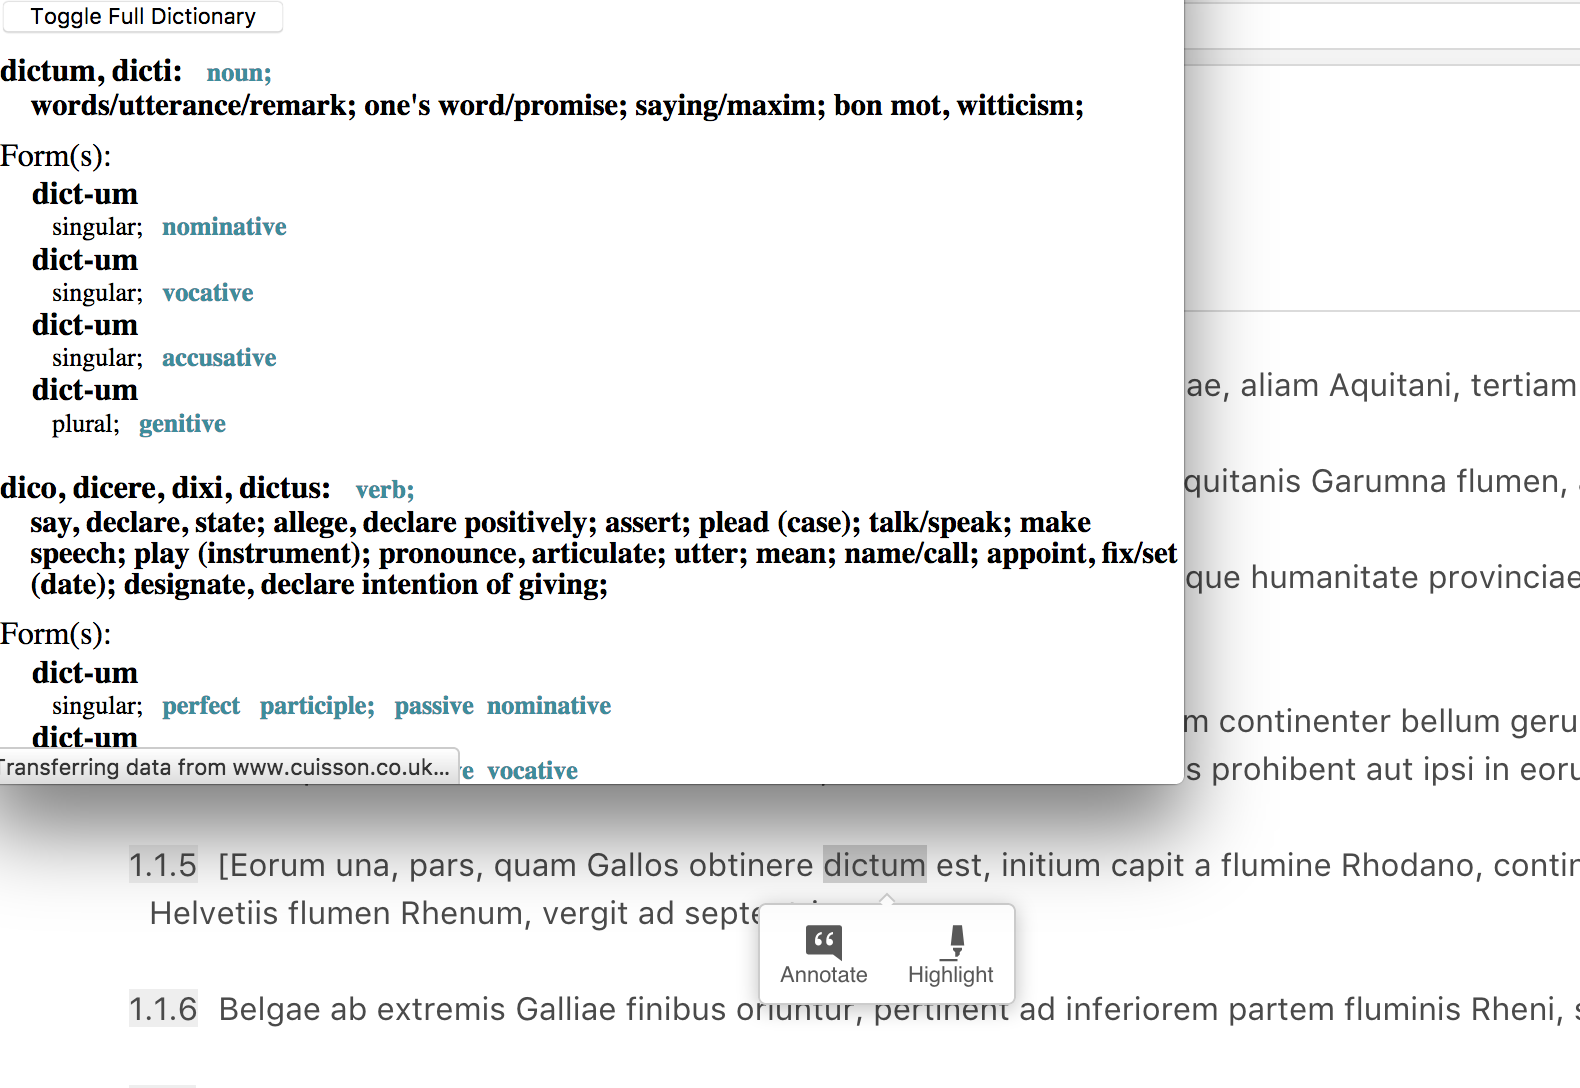 Toggle Full Dictionary
dictum, dicti: noun;
words/utterance/remark; one's word/promise; saying/maxim; bon mot, witticism;
Form(s):
dict-um
singular; nominative
dict-um
singular; vocative
dict-um
singular; accusative
dict-um
plural; genitive
dico, dicere, dixi, dictus: verb;
say, declare, state; allege, declare positively; assert; plead (case); talk/speak; make
speech; play (instrument); pronounce, articulate; utter; mean; name/call; appoint, fix/set
(date); designate, declare intention of giving;
Form(s):
dict-um
singular; perfect participle; passive nominative
dict-um
vocative
Transferring data from www.cuisson.co.uk...
ae, aliam Aquitani, tertiam
quitanis Garumna flumen,
que humanitate provinciae
m continenter bellum geru
s prohibent aut ipsi in eoru
1.1.5 [Eorum una, pars, quam Gallos obtinere dictum est, initium capit a flumine Rhodano, contin
Helvetiis flumen Rhenum, vergit ad septe
Annotate Highlight
1.1.6 Belgae ab extremis Galliae finibus oriuntur, pertinent ad inferiorem partem fluminis Rheni, s